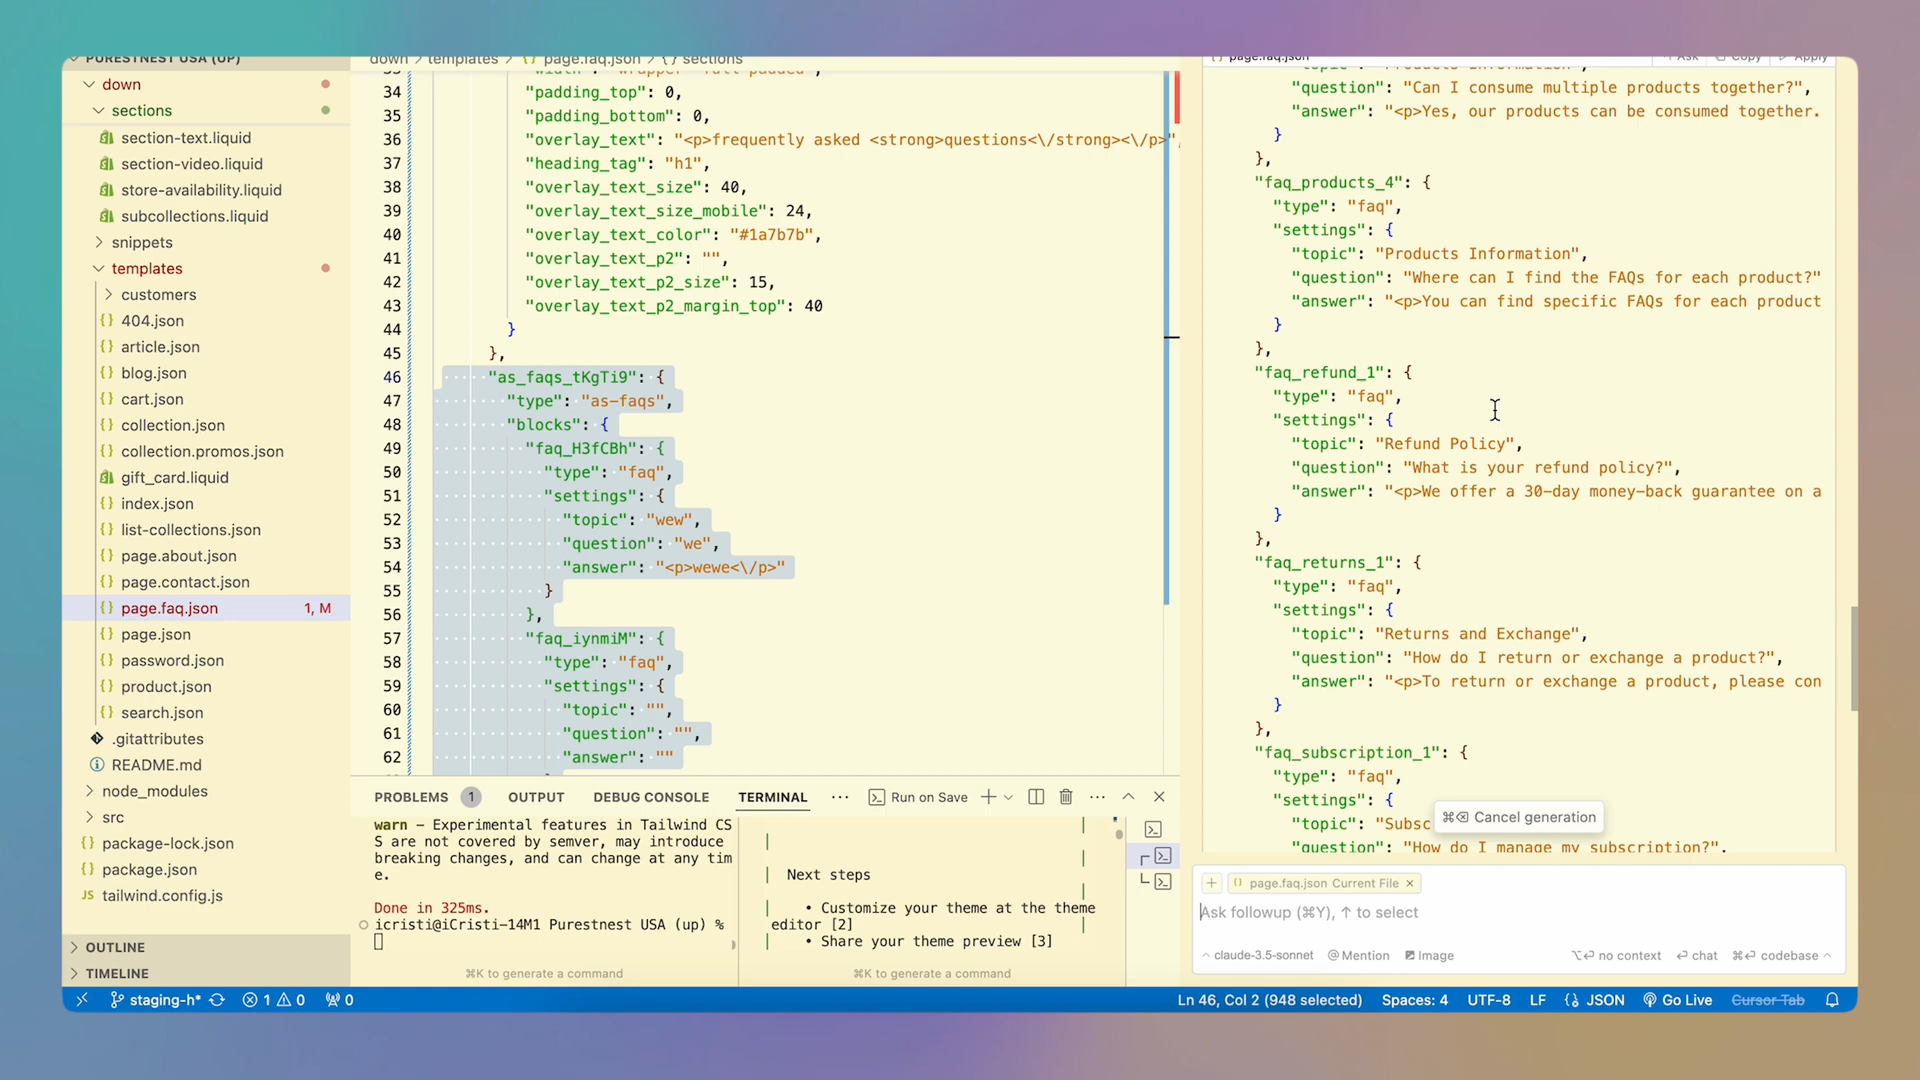 PURESTNEST USA (UP)
down
sections
section-text.liquid
section-video.liquid
store-availability.liquid
subcollections.liquid
snippets
templates
customers
404.json
article.json
blog.json
cart.json
collection.json
collection.promos.json
gift_card.liquid
index.json
list-collections.json
page.about.json
page.contact.json
page.faq.json 1, M
page.json
password.json
product.json
search.json
.gitattributes
README.md
node_modules
src
package-lock.json
package.json
JS tailwind.config.js
OUTLINE
TIMELINE
down > templates > {} page.faq.json > {} sections
34 "padding_top": 0,
35 "padding_bottom": 0,
36 "overlay_text": "<p>frequently asked <strong>questions<\/strong><\/p>",
37 "heading_tag": "h1",
38 "overlay_text_size": 40,
39 "overlay_text_size_mobile": 24,
40 "overlay_text_color": "#1a7b7b",
41 "overlay_text_p2": "",
42 "overlay_text_p2_size": 15,
43 "overlay_text_p2_margin_top": 40
44 }
45 },
46 "as_faqs_tKgTi9": {
47 "type": "as-faqs",
48 "blocks": {
49 "faq_H3fCBh": {
50 "type": "faq",
51 "settings": {
52 "topic": "wew",
53 "question": "we",
54 "answer": "<p>wewe<\/p>"
55 }
56 },
57 "faq_iynmiM": {
58 "type": "faq",
59 "settings": {
60 "topic": "",
61 "question": "",
62 "answer": ""
PROBLEMS 1 OUTPUT DEBUG CONSOLE TERMINAL ··· Run on Save
warn - Experimental features in Tailwind CS
S are not covered by semver, may introduce
breaking changes, and can change at any tim
e.
Done in 325ms.
icristi@iCristi-14M1 Purestnest USA (up) %
⌘K to generate a command
Next steps
• Customize your theme at the theme
editor [2]
• Share your theme preview [3]
⌘K to generate a command
{} page.faq.json Ask Copy Apply
"topic": "Products Information",
"question": "Can I consume multiple products together?",
"answer": "<p>Yes, our products can be consumed together.
}
},
"faq_products_4": {
"type": "faq",
"settings": {
"topic": "Products Information",
"question": "Where can I find the FAQs for each product?"
"answer": "<p>You can find specific FAQs for each product
}
},
"faq_refund_1": {
"type": "faq",
"settings": {
"topic": "Refund Policy",
"question": "What is your refund policy?",
"answer": "<p>We offer a 30-day money-back guarantee on a
}
},
"faq_returns_1": {
"type": "faq",
"settings": {
"topic": "Returns and Exchange",
"question": "How do I return or exchange a product?",
"answer": "<p>To return or exchange a product, please con
}
},
"faq_subscription_1": {
"type": "faq",
"settings": {
"topic": "Subsc
⌘⌫ Cancel generation
"question": "How do I manage my subscription?",
+ {} page.faq.json Current File ×
Ask followup (⌘Y), ↑ to select
^ claude-3.5-sonnet @ Mention Image ⌥↩ no context ↩ chat ⌘↩ codebase ^
staging-h* 1 0 0
Ln 46, Col 2 (948 selected) Spaces: 4 UTF-8 LF JSON Go Live Cursor Tab